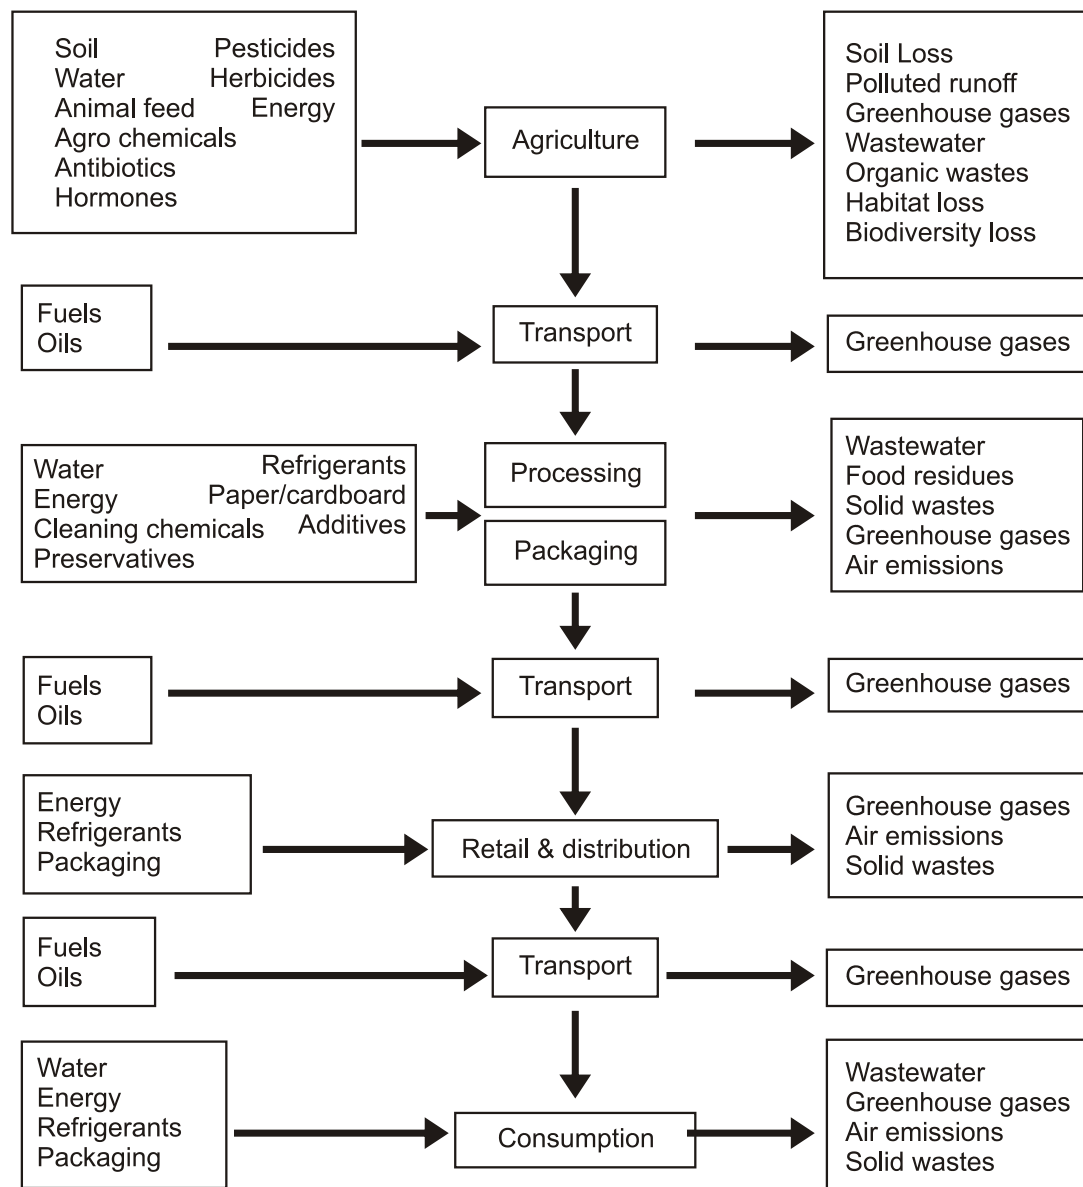 Soil Pesticides
Water Herbicides
Animal feed Energy
Agro chemicals
Antibiotics
Hormones
Agriculture
Soil Loss
Polluted runoff
Greenhouse gases
Wastewater
Organic wastes
Habitat loss
Biodiversity loss
Fuels
Oils
Transport
Greenhouse gases
Water Refrigerants
Energy Paper/cardboard
Cleaning chemicals Additives
Preservatives
Processing
Packaging
Wastewater
Food residues
Solid wastes
Greenhouse gases
Air emissions
Fuels
Oils
Transport
Greenhouse gases
Energy
Refrigerants
Packaging
Retail & distribution
Greenhouse gases
Air emissions
Solid wastes
Fuels
Oils
Transport
Greenhouse gases
Water
Energy
Refrigerants
Packaging
Consumption
Wastewater
Greenhouse gases
Air emissions
Solid wastes